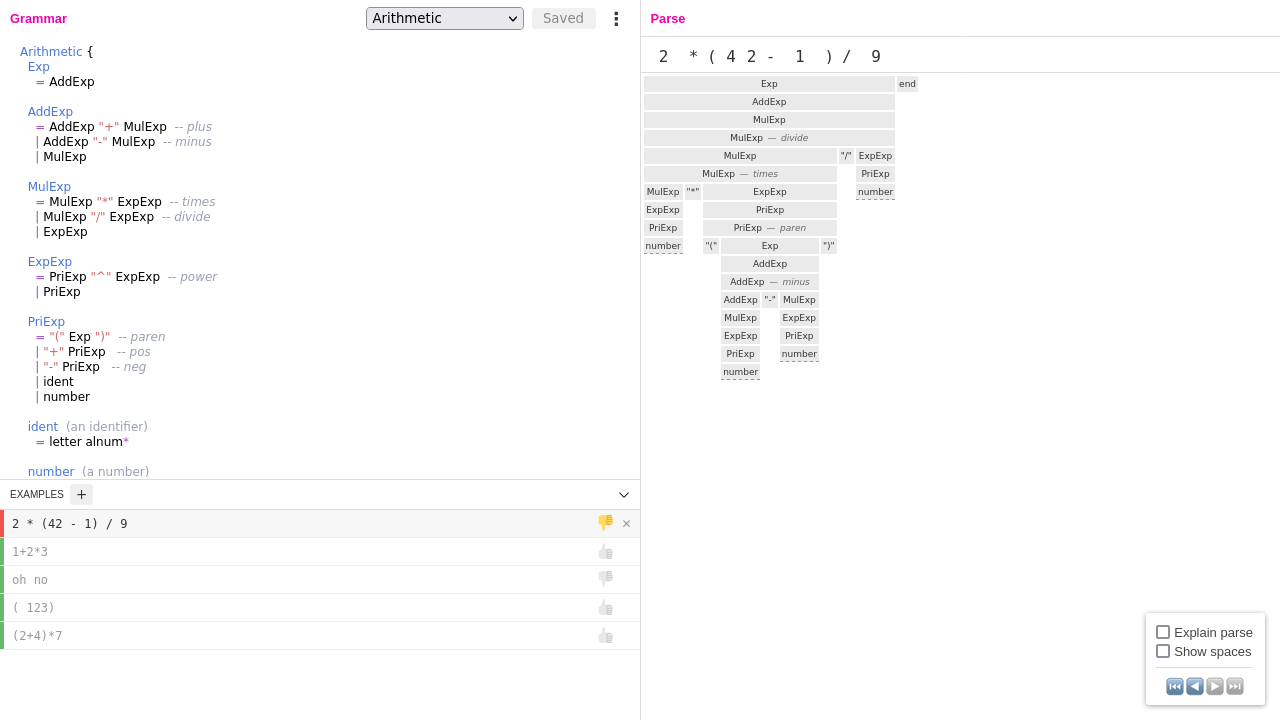 Grammar
Arithmetic
Saved
Arithmetic {
Exp
= AddExp
AddExp
= AddExp "+" MulExp -- plus
| AddExp "-" MulExp -- minus
| MulExp
MulExp
= MulExp "*" ExpExp -- times
| MulExp "/" ExpExp -- divide
| ExpExp
ExpExp
= PriExp "^" ExpExp -- power
| PriExp
PriExp
= "(" Exp ")" -- paren
| "+" PriExp -- pos
| "-" PriExp -- neg
| ident
| number
ident (an identifier)
= letter alnum*
number (a number)
EXAMPLES +
2 * (42 - 1) / 9
1+2*3
oh no
( 123)
(2+4)*7
Parse
2 * ( 4 2 - 1 ) / 9
Exp end
AddExp
MulExp
MulExp — divide
MulExp "/" ExpExp
MulExp — times PriExp
MulExp "*" ExpExp number
ExpExp PriExp
PriExp PriExp — paren
number "(" Exp ")"
AddExp
AddExp — minus
AddExp "-" MulExp
MulExp ExpExp
ExpExp PriExp
PriExp number
number
Explain parse
Show spaces